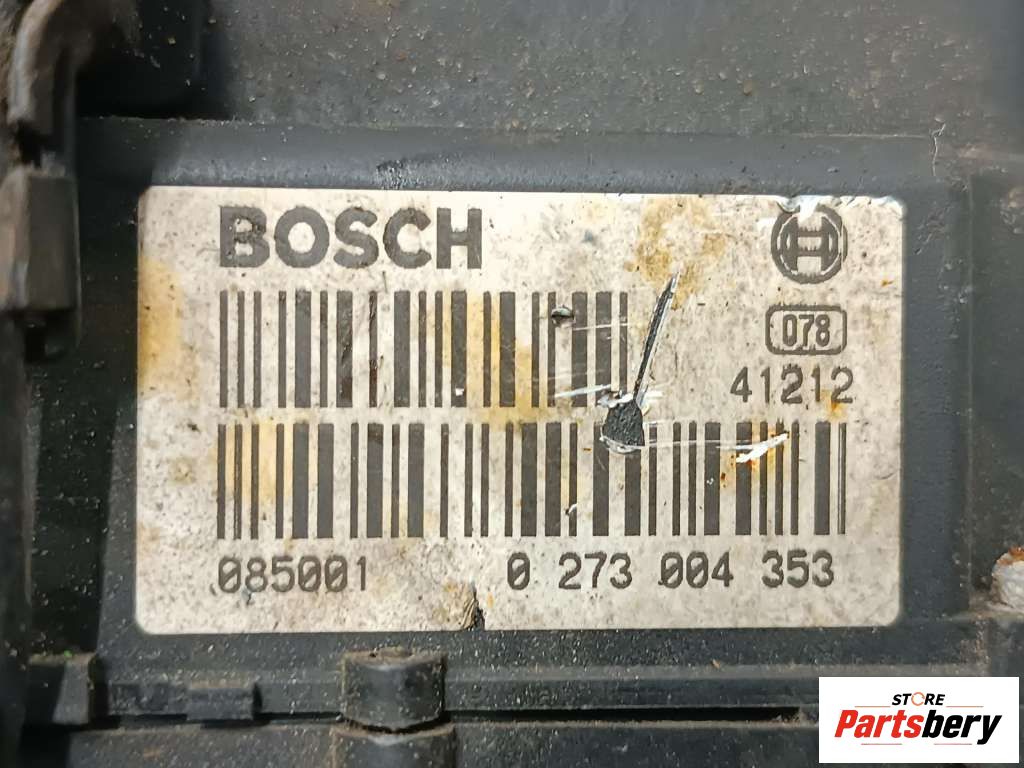 BOSCH
078
41212
085001 0 273 004 353
STORE
Partsbery